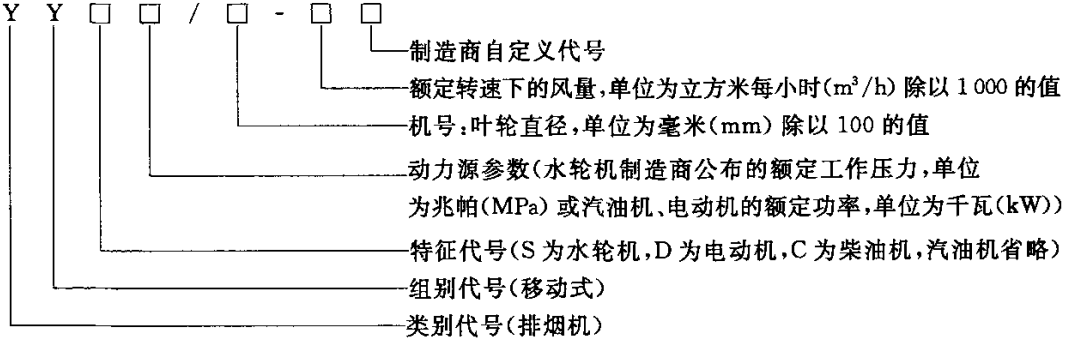 Y Y □ □ / □ - □ □
制造商自定义代号
额定转速下的风量,单位为立方米每小时(m³/h)除以1 000的值
机号:叶轮直径,单位为毫米(mm)除以100的值
动力源参数(水轮机制造商公布的额定工作压力,单位
为兆帕(MPa)或汽油机、电动机的额定功率,单位为千瓦(kW))
特征代号(S为水轮机,D为电动机,C为柴油机,汽油机省略)
组别代号(移动式)
类别代号(排烟机)